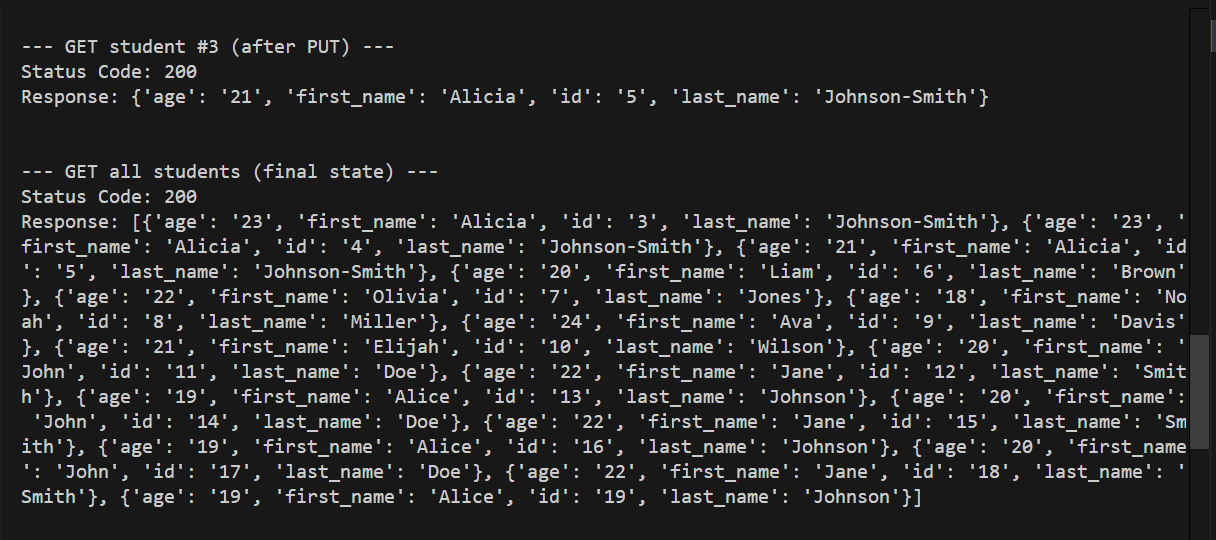 --- GET student #3 (after PUT) ---
Status Code: 200
Response: {'age': '21', 'first_name': 'Alicia', 'id': '5', 'last_name': 'Johnson-Smith'}
--- GET all students (final state) ---
Status Code: 200
Response: [{'age': '23', 'first_name': 'Alicia', 'id': '3', 'last_name': 'Johnson-Smith'}, {'age': '23', '
first_name': 'Alicia', 'id': '4', 'last_name': 'Johnson-Smith'}, {'age': '21', 'first_name': 'Alicia', 'id
': '5', 'last_name': 'Johnson-Smith'}, {'age': '20', 'first_name': 'Liam', 'id': '6', 'last_name': 'Brown'
}, {'age': '22', 'first_name': 'Olivia', 'id': '7', 'last_name': 'Jones'}, {'age': '18', 'first_name': 'No
ah', 'id': '8', 'last_name': 'Miller'}, {'age': '24', 'first_name': 'Ava', 'id': '9', 'last_name': 'Davis'
}, {'age': '21', 'first_name': 'Elijah', 'id': '10', 'last_name': 'Wilson'}, {'age': '20', 'first_name': '
John', 'id': '11', 'last_name': 'Doe'}, {'age': '22', 'first_name': 'Jane', 'id': '12', 'last_name': 'Smit
h'}, {'age': '19', 'first_name': 'Alice', 'id': '13', 'last_name': 'Johnson'}, {'age': '20', 'first_name':
 'John', 'id': '14', 'last_name': 'Doe'}, {'age': '22', 'first_name': 'Jane', 'id': '15', 'last_name': 'Sm
ith'}, {'age': '19', 'first_name': 'Alice', 'id': '16', 'last_name': 'Johnson'}, {'age': '20', 'first_name
': 'John', 'id': '17', 'last_name': 'Doe'}, {'age': '22', 'first_name': 'Jane', 'id': '18', 'last_name': '
Smith'}, {'age': '19', 'first_name': 'Alice', 'id': '19', 'last_name': 'Johnson'}]